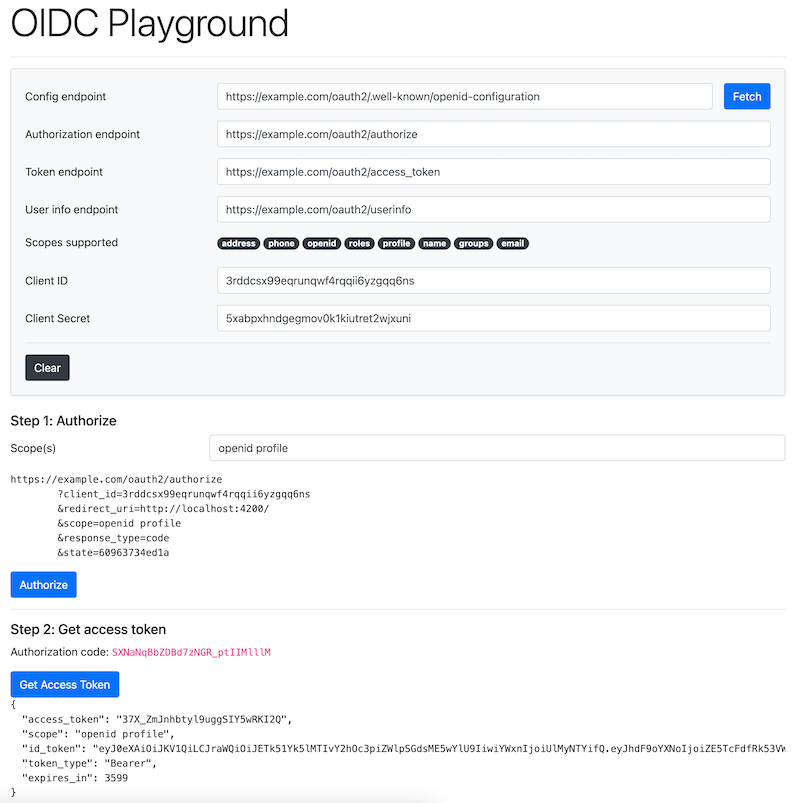 OIDC Playground
Config endpoint https://example.com/oauth2/.well-known/openid-configuration Fetch
Authorization endpoint https://example.com/oauth2/authorize
Token endpoint https://example.com/oauth2/access_token
User info endpoint https://example.com/oauth2/userinfo
Scopes supported address phone openid roles profile name groups email
Client ID 3rddcsx99eqrunqwf4rqqii6yzgqq6ns
Client Secret 5xabpxhndgegmov0k1kiutret2wjxuni
Clear
Step 1: Authorize
Scope(s) openid profile
https://example.com/oauth2/authorize
?client_id=3rddcsx99eqrunqwf4rqqii6yzgqq6ns
&redirect_uri=http://localhost:4200/
&scope=openid profile
&response_type=code
&state=60963734ed1a
Authorize
Step 2: Get access token
Authorization code: SXNaNqBbZDBd7zNGR_ptIIMlllM
Get Access Token
{
"access_token": "37X_ZmJnhbtyl9uggSIY5wRKI2Q",
"scope": "openid profile",
"id_token": "eyJ0eXAiOiJKV1QiLCJraWQiOiJETk51Yk5lMTIvY2hOc3piZWlpSGdsME5wYlU9IiwiYWxnIjoiUlMyNTYifQ.eyJhdF9oYXNoIjoiZE5TcFdfRk53VW
"token_type": "Bearer",
"expires_in": 3599
}